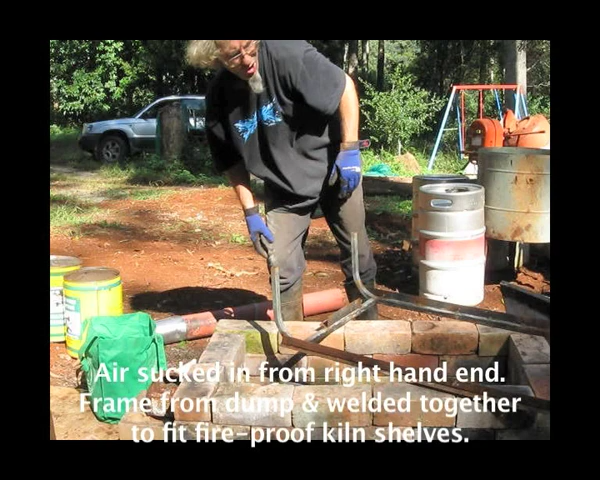 Air sucked in from right hand end.
Frame from dump & welded together
to fit fire-proof kiln shelves.